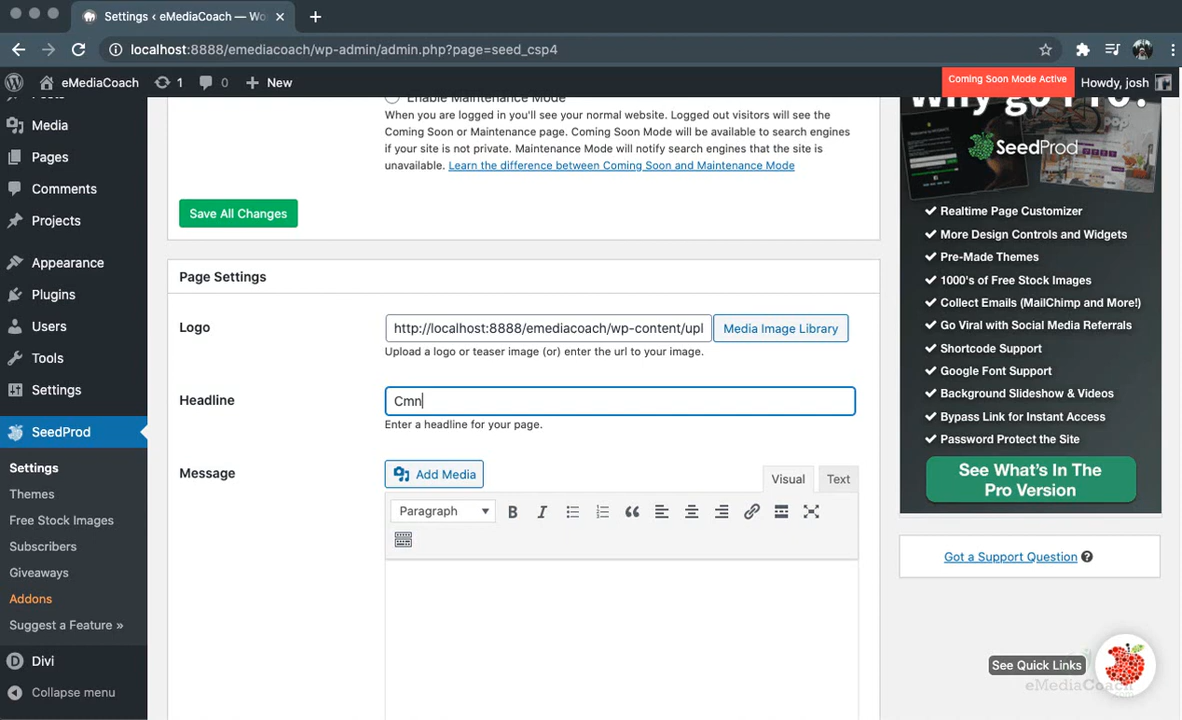 Settings ‹ eMediaCoach — Wo
localhost:8888/emediacoach/wp-admin/admin.php?page=seed_csp4
eMediaCoach 1 0 New
Coming Soon Mode Active
Howdy, josh
Posts
Media
Pages
Comments
Projects
Appearance
Plugins
Users
Tools
Settings
SeedProd
Settings
Themes
Free Stock Images
Subscribers
Giveaways
Addons
Suggest a Feature »
Divi
Collapse menu
Enable Maintenance Mode
When you are logged in you'll see your normal website. Logged out visitors will see the
Coming Soon or Maintenance page. Coming Soon Mode will be available to search engines
if your site is not private. Maintenance Mode will notify search engines that the site is
unavailable. Learn the difference between Coming Soon and Maintenance Mode
Save All Changes
Page Settings
Logo
http://localhost:8888/emediacoach/wp-content/upl
Media Image Library
Upload a logo or teaser image (or) enter the url to your image.
Headline
Cmn
Enter a headline for your page.
Message
Add Media
Visual
Text
Paragraph
Why go Pro?
SeedProd
Realtime Page Customizer
More Design Controls and Widgets
Pre-Made Themes
1000's of Free Stock Images
Collect Emails (MailChimp and More!)
Go Viral with Social Media Referrals
Shortcode Support
Google Font Support
Background Slideshow & Videos
Bypass Link for Instant Access
Password Protect the Site
See What's In The
Pro Version
Got a Support Question
See Quick Links
eMediaCoach